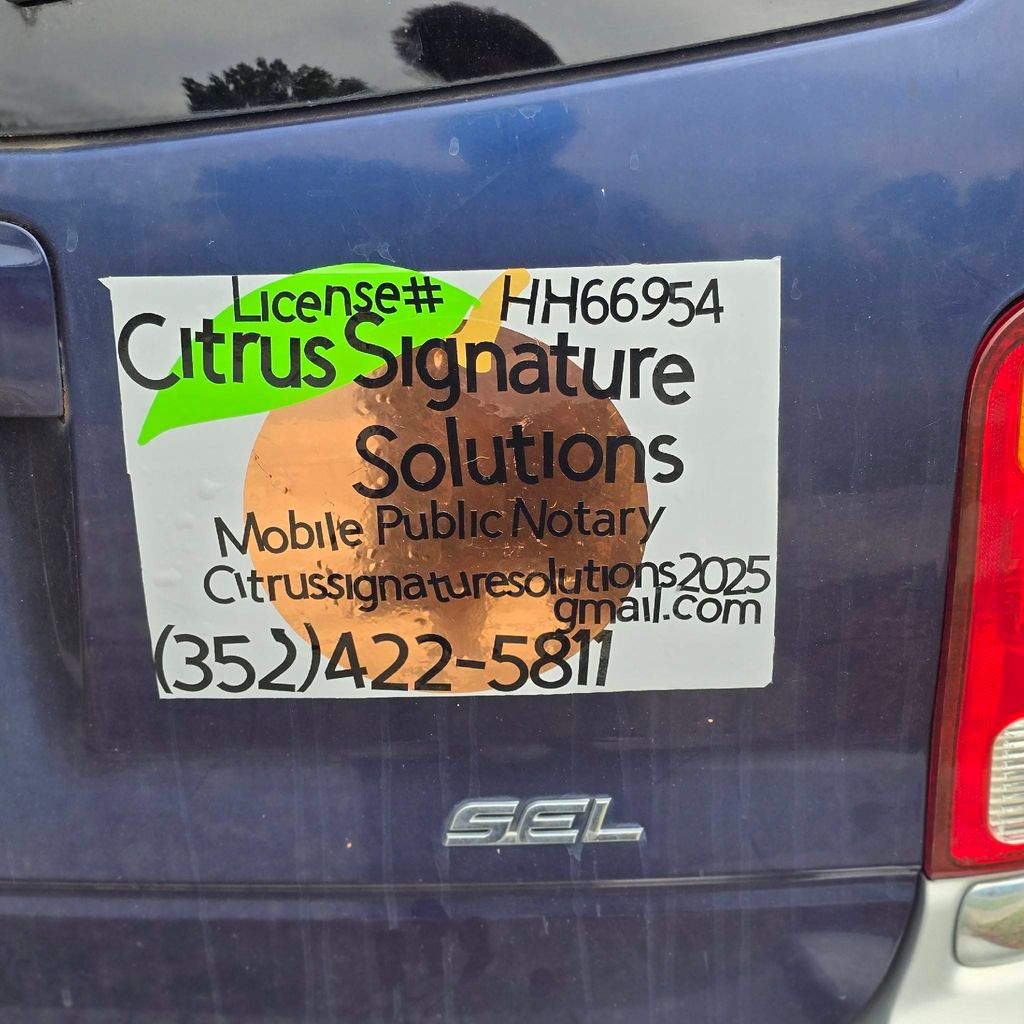 License# HH66954
Citrus Signature
Solutions
Mobile Public Notary
Citrussignaturesolutions2025
gmail.com
(352)422-5811
SEL